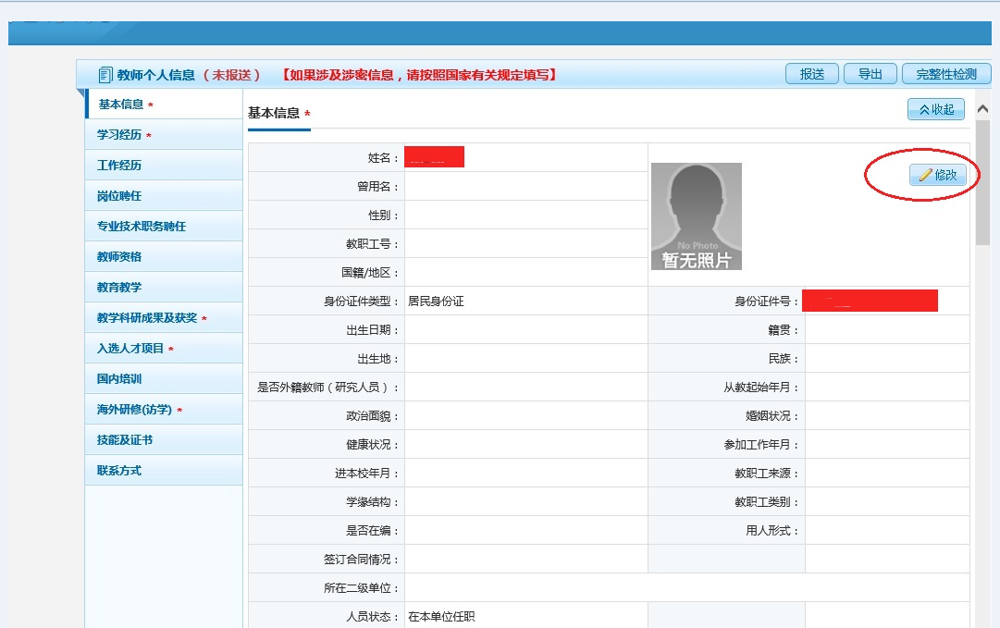 教师个人信息（未报送） 【如果涉及涉密信息，请按照国家有关规定填写】 报送 导出 完整性检测
基本信息 *
学习经历 *
工作经历
岗位聘任
专业技术职务聘任
教师资格
教育教学
教学科研成果及获奖 *
入选人才项目 *
国内培训
海外研修(访学) *
技能及证书
联系方式
基本信息 *
收起
姓名：
修改
曾用名：
性别：
教职工号：
国籍/地区：
No Photo
暂无照片
身份证件类型： 居民身份证 身份证件号：
出生日期： 籍贯：
出生地： 民族：
是否外籍教师（研究人员）： 从教起始年月：
政治面貌： 婚姻状况：
健康状况： 参加工作年月：
进本校年月： 教职工来源：
学缘结构： 教职工类别：
是否在编： 用人形式：
签订合同情况：
所在二级单位：
人员状态： 在本单位任职